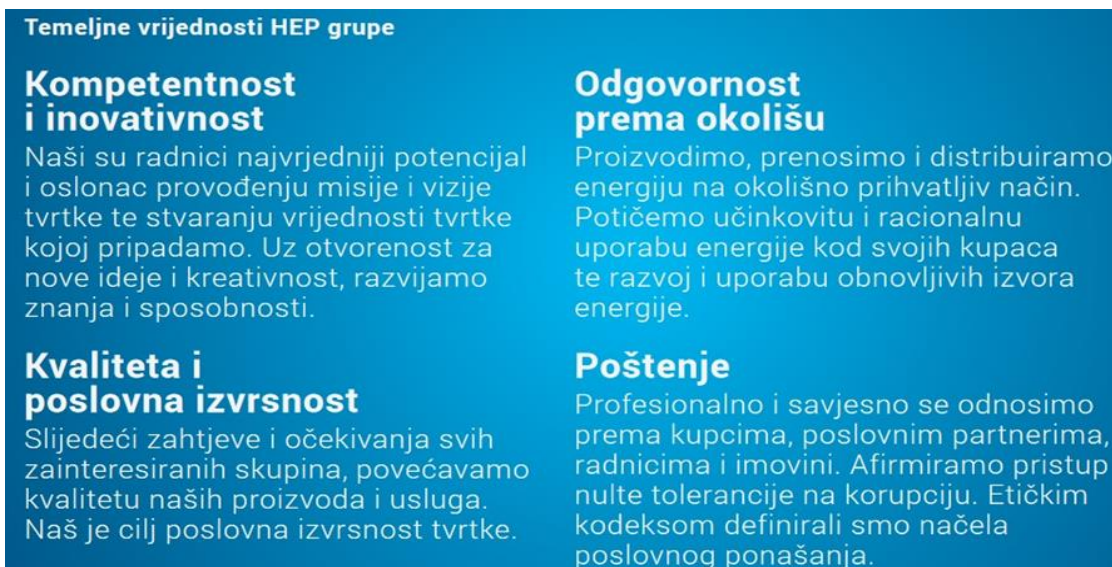 Temeljne vrijednosti HEP grupe
Kompetentnost
i inovativnost
Naši su radnici najvrjedniji potencijal
i oslonac provođenju misije i vizije
tvrtke te stvaranju vrijednosti tvrtke
kojoj pripadamo. Uz otvorenost za
nove ideje i kreativnost, razvijamo
znanja i sposobnosti.
Odgovornost
prema okolišu
Proizvodimo, prenosimo i distribuiramo
energiju na okolišno prihvatljiv način.
Potičemo učinkovitu i racionalnu
uporabu energije kod svojih kupaca
te razvoj i uporabu obnovljivih izvora
energije.
Kvaliteta i
poslovna izvrsnost
Slijedeći zahtjeve i očekivanja svih
zainteresiranih skupina, povećavamo
kvalitetu naših proizvoda i usluga.
Naš je cilj poslovna izvrsnost tvrtke.
Poštenje
Profesionalno i savjesno se odnosimo
prema kupcima, poslovnim partnerima,
radnicima i imovini. Afirmiramo pristup
nulte tolerancije na korupciju. Etičkim
kodeksom definirali smo načela
poslovnog ponašanja.